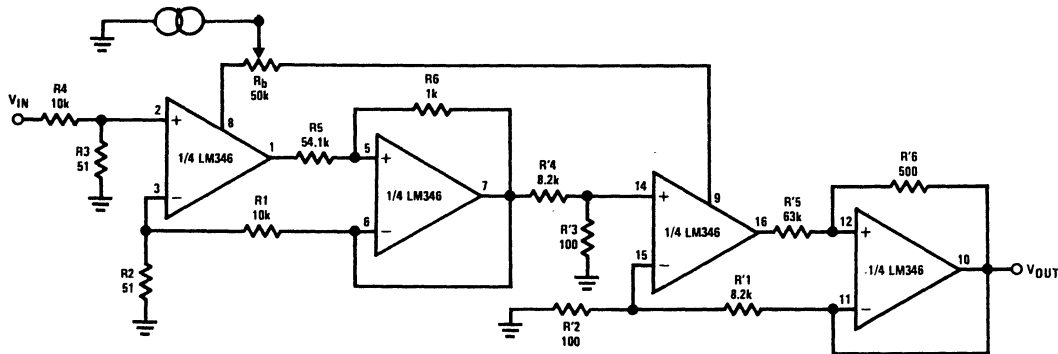 R6
1k
Rb
50k
VIN
R4
10k
2
+
8
1/4 LM346
1
R5
54.1k
5
+
1/4 LM346
7
R3
51
3
−
R1
10k
6
−
R2
51
R'4
8.2k
14
+
9
1/4 LM346
16
R'5
63k
R'6
500
12
+
1/4 LM346
10
VOUT
R'3
100
15
−
R'2
100
R'1
8.2k
11
−